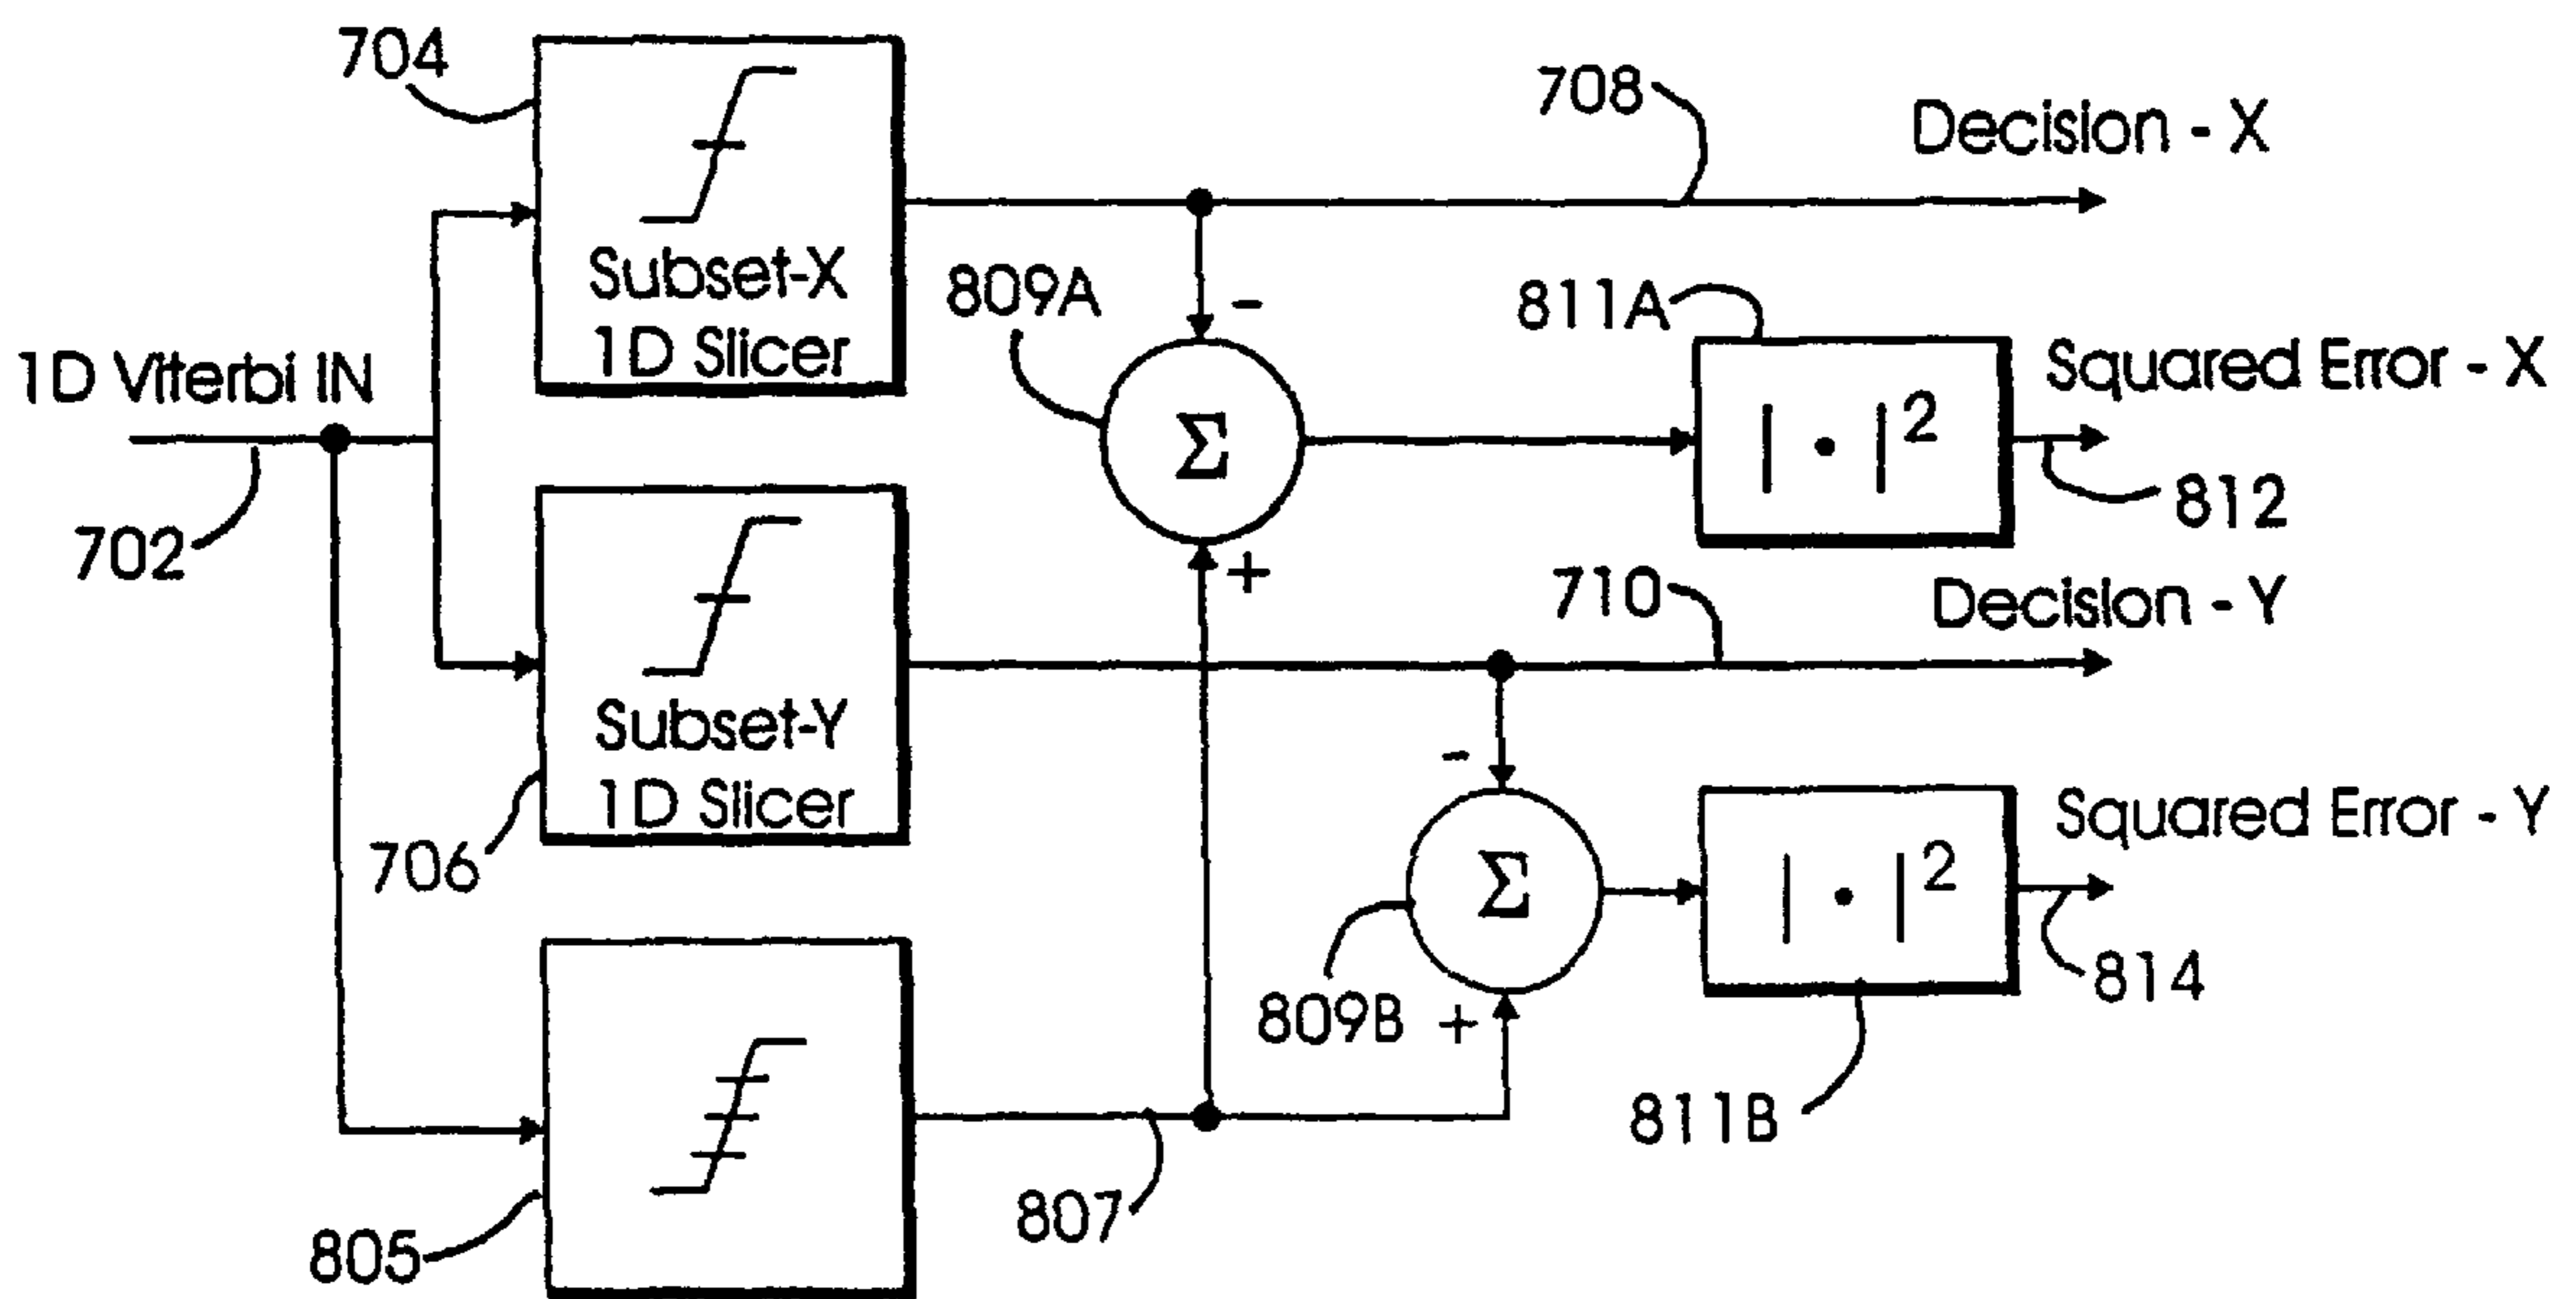 704
708
Decision - X
Subset-X
1D Slicer
809A
-
811A
Squared Error - X
1D Viterbi IN
Σ
| • | 2
812
702
+
710
Decision - Y
Subset-Y
1D Slicer
706
-
Σ
| • | 2
Squared Error - Y
814
809B
+
811B
807
805